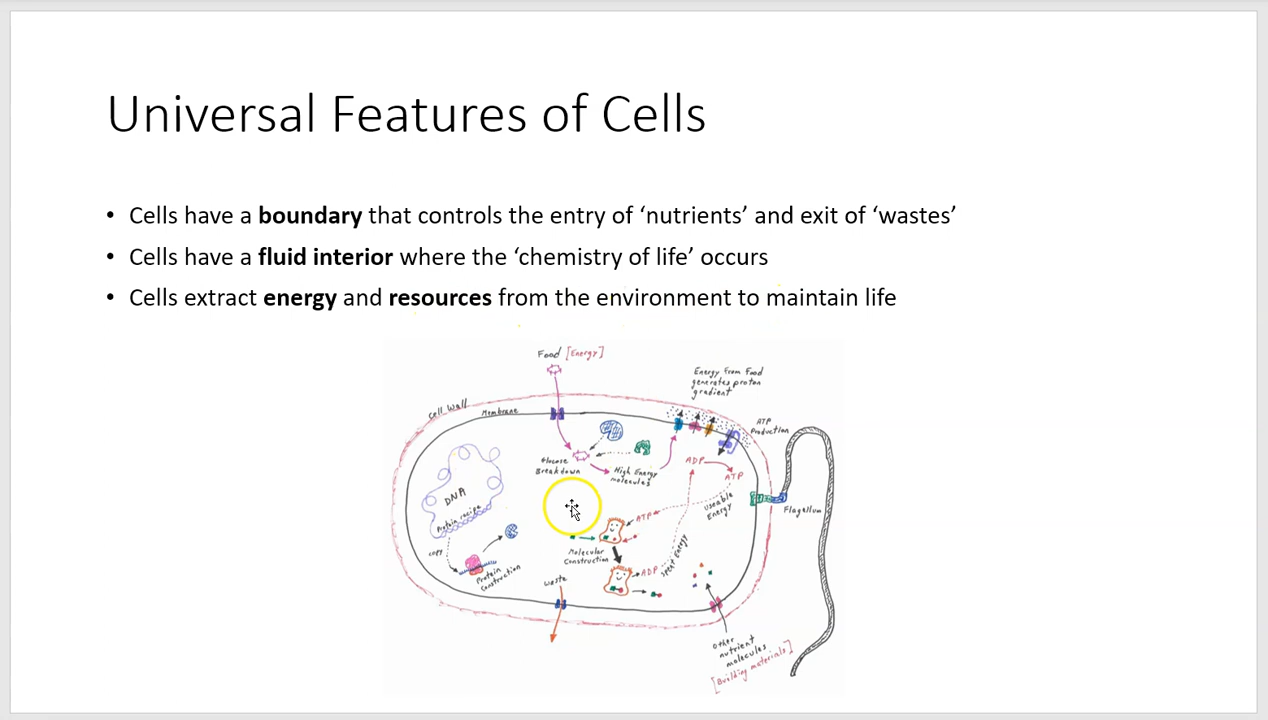 Universal Features of Cells
• Cells have a boundary that controls the entry of ‘nutrients’ and exit of ‘wastes’
• Cells have a fluid interior where the ‘chemistry of life’ occurs
• Cells extract energy and resources from the environment to maintain life
Food [Energy]
Energy from Food
generates proton
gradient
Cell Wall
Membrane
ATP
Production
Glucose
Breakdown
High Energy
molecules
ADP
ATP
DNA
Protein recipe
Useable
Energy
Flagellum
ATP
copy
Molecular
Construction
Protein
Construction
Spent Energy
ADP
Waste
Other
nutrient
molecules
[Building materials]